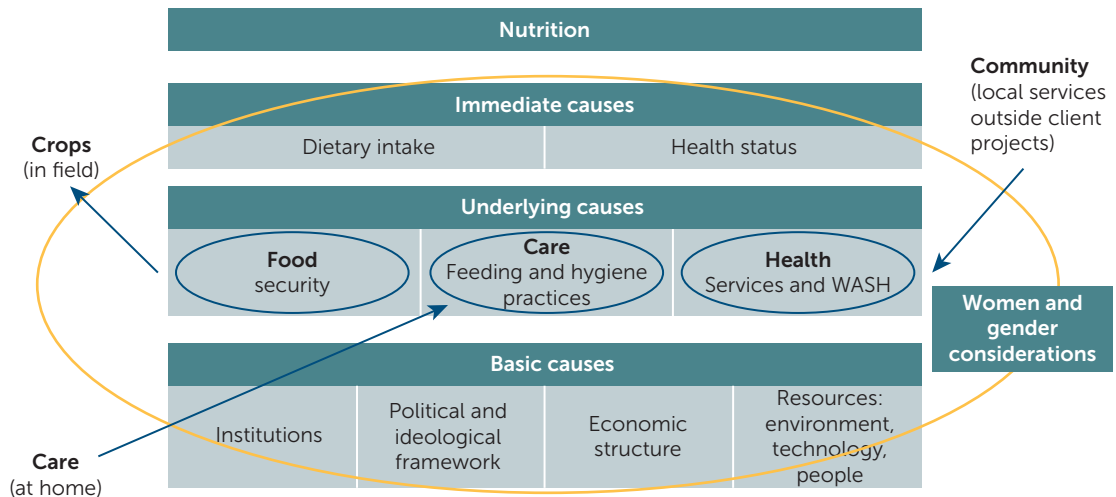 Nutrition
Immediate causes
Dietary intake
Health status
Community
(local services
outside client
projects)
Crops
(in field)
Underlying causes
Food
security
Care
Feeding and hygiene
practices
Health
Services and WASH
Women and
gender
considerations
Basic causes
Institutions
Political and
ideological
framework
Economic
structure
Resources:
environment,
technology,
people
Care
(at home)